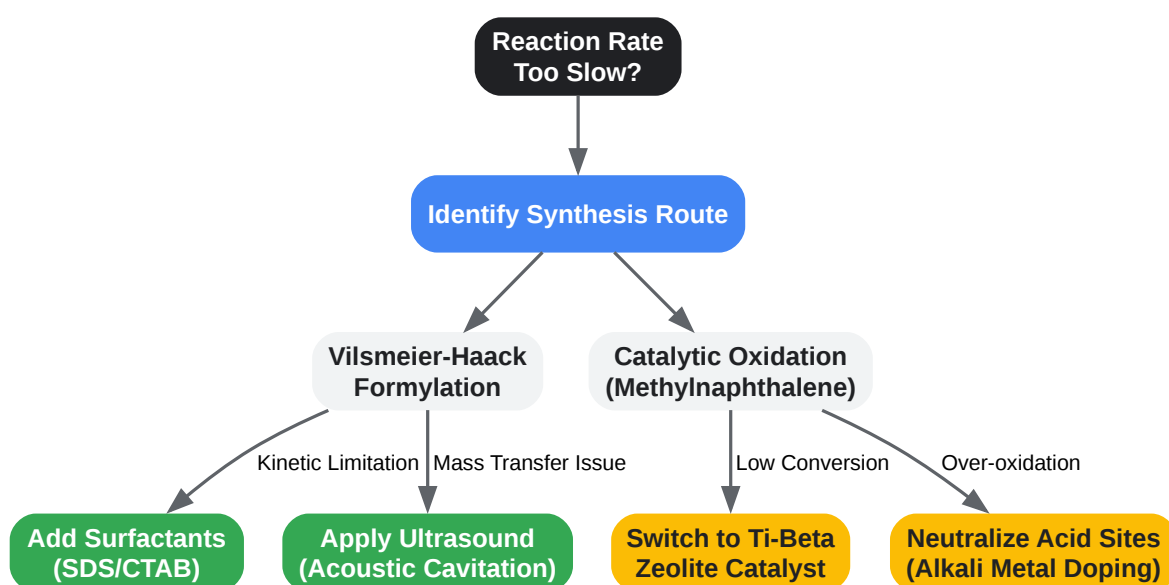 Reaction Rate
Too Slow?
Identify Synthesis Route
Vilsmeier-Haack
Formylation
Catalytic Oxidation
(Methylnaphthalene)
Kinetic Limitation
Mass Transfer Issue
Low Conversion
Over-oxidation
Add Surfactants
(SDS/CTAB)
Apply Ultrasound
(Acoustic Cavitation)
Switch to Ti-Beta
Zeolite Catalyst
Neutralize Acid Sites
(Alkali Metal Doping)